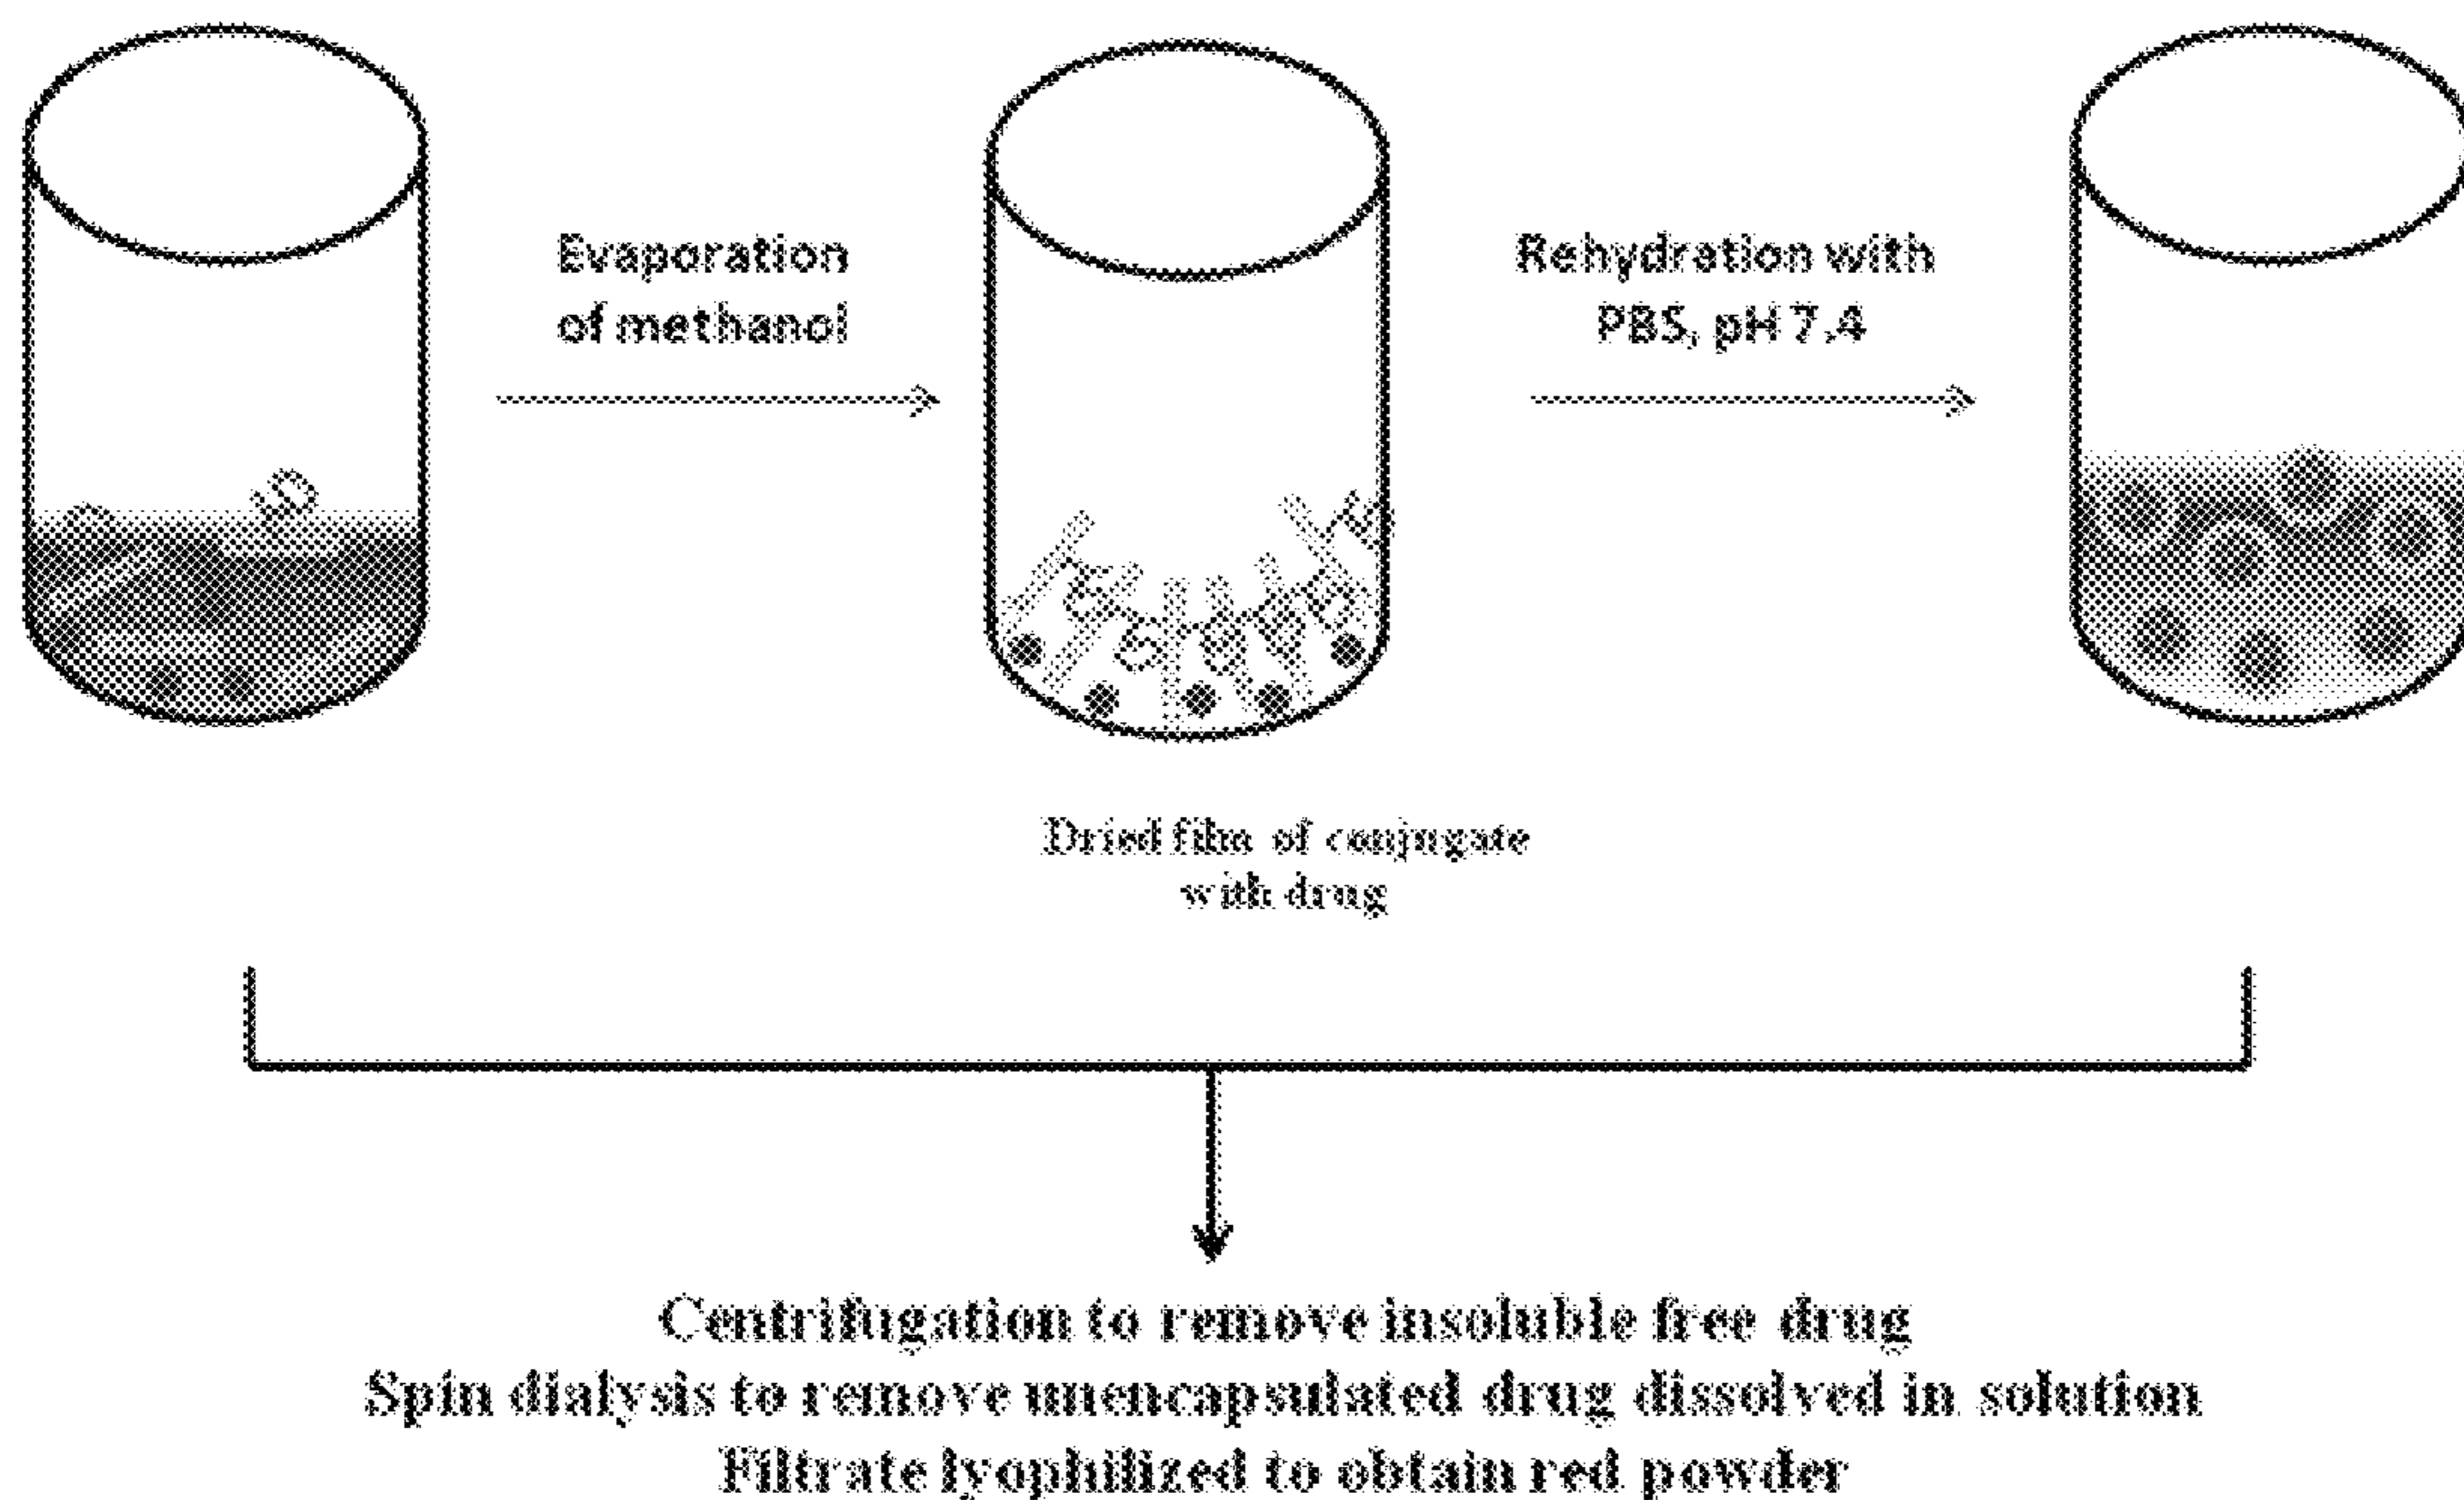 Evaporation
of methanol
Rehydration with
PBS, pH 7.4
Dried film of conjugate
with drug
Centrifugation to remove insoluble free drug
Spin dialysis to remove unencapsulated drug dissolved in solution
Filtrate lyophilized to obtain red powder